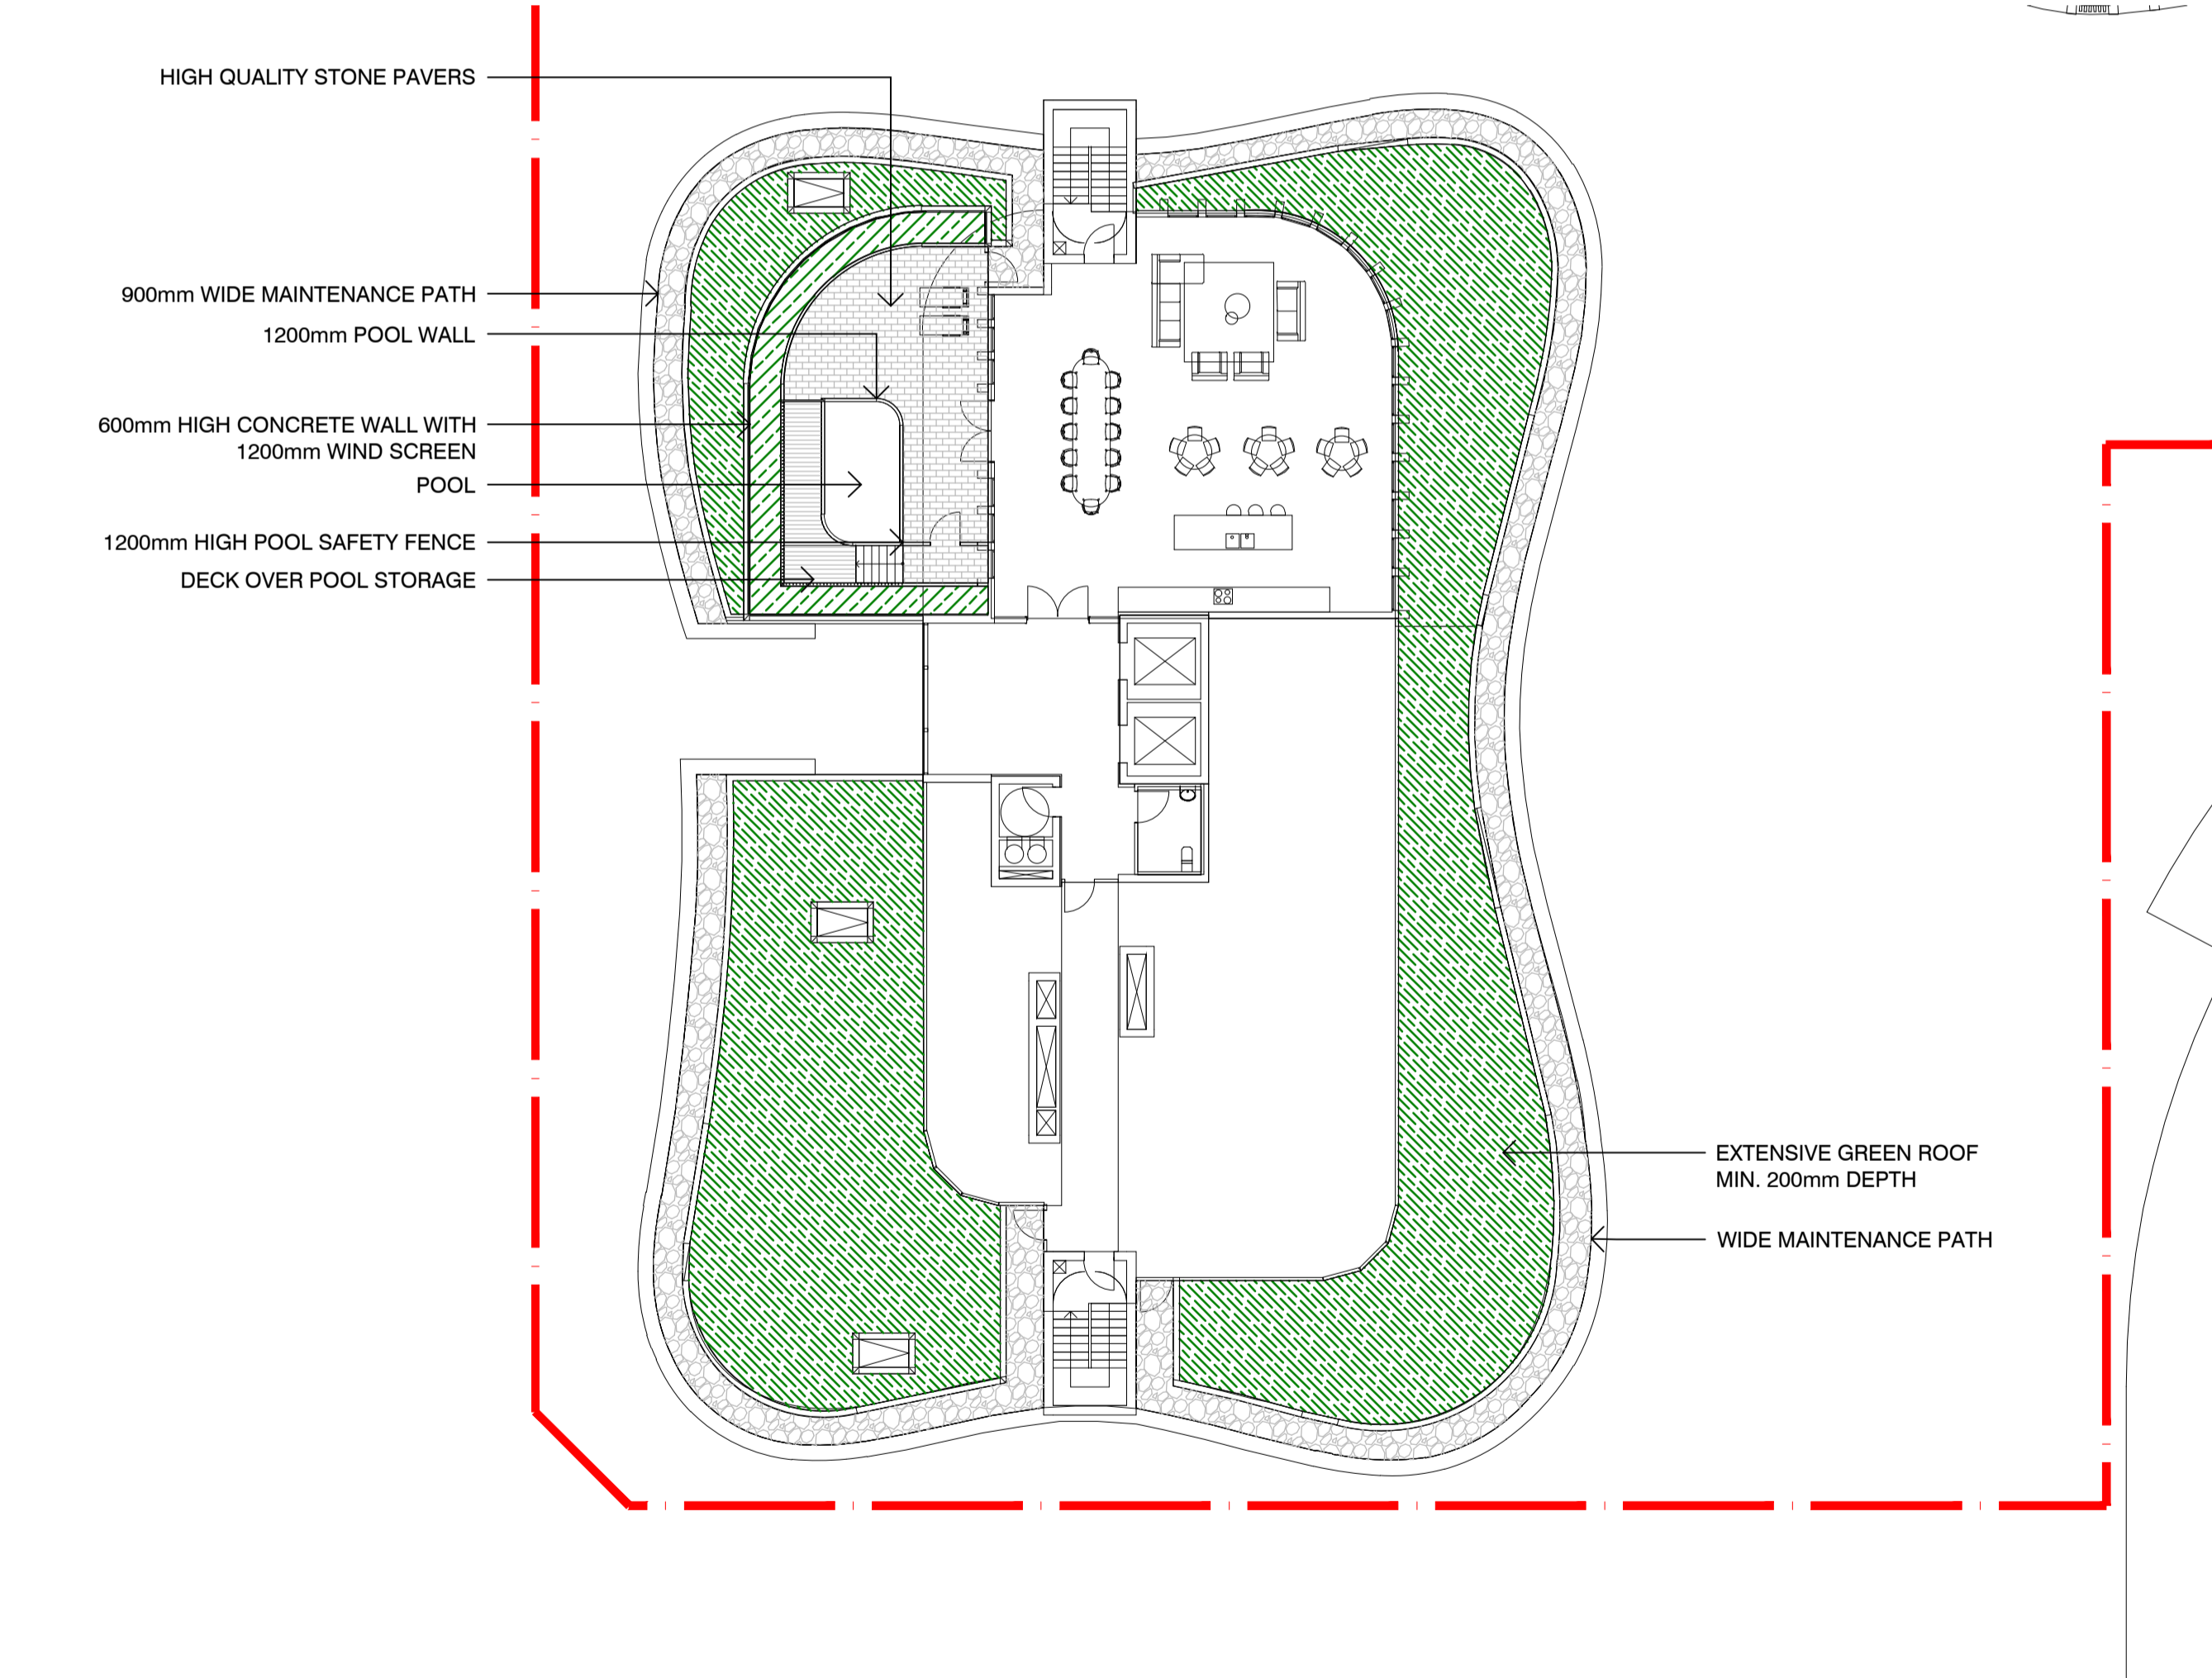 HIGH QUALITY STONE PAVERS
900mm WIDE MAINTENANCE PATH
1200mm POOL WALL
600mm HIGH CONCRETE WALL WITH
1200mm WIND SCREEN
POOL
1200mm HIGH POOL SAFETY FENCE
DECK OVER POOL STORAGE
EXTENSIVE GREEN ROOF
MIN. 200mm DEPTH
WIDE MAINTENANCE PATH